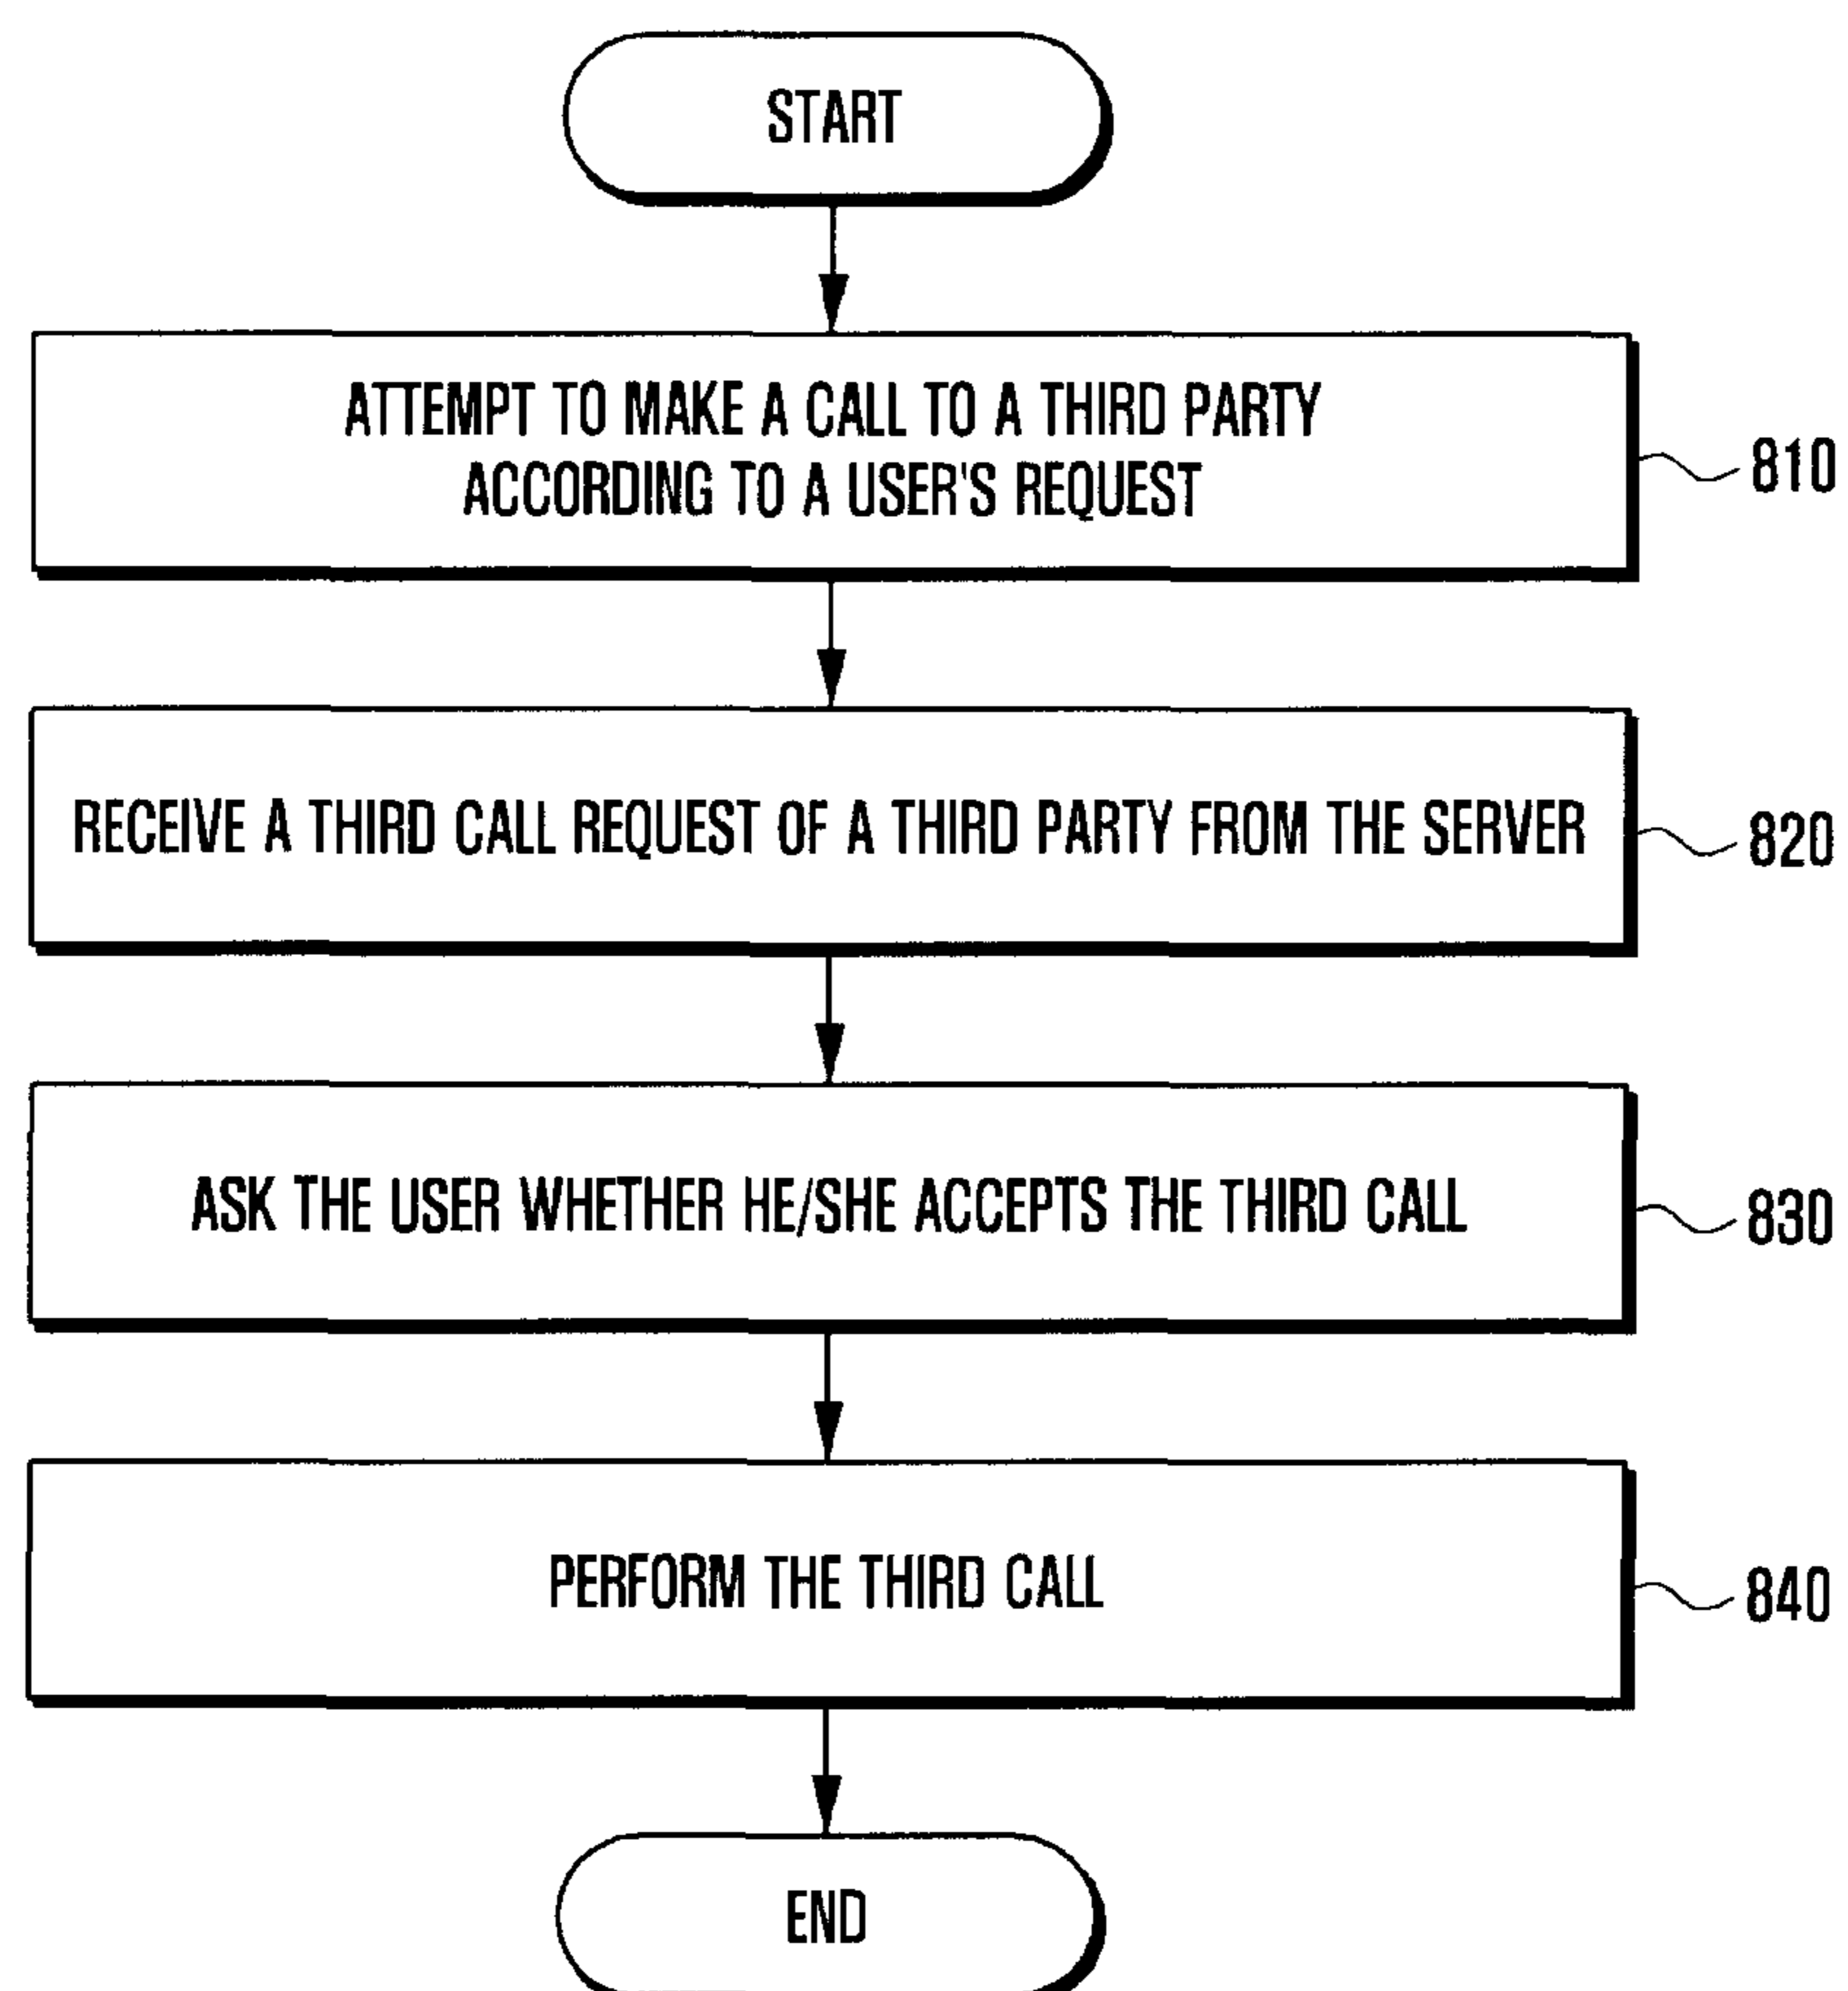 START
ATTEMPT TO MAKE A CALL TO A THIRD PARTY
ACCORDING TO A USER'S REQUEST
810
RECEIVE A THIRD CALL REQUEST OF A THIRD PARTY FROM THE SERVER
820
ASK THE USER WHETHER HE/SHE ACCEPTS THE THIRD CALL
830
PERFORM THE THIRD CALL
840
END